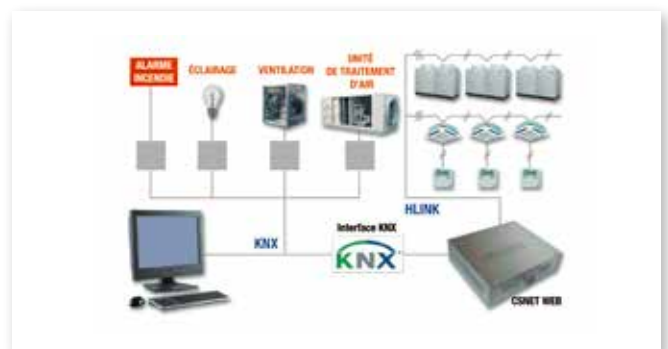 ALARME
INCENDIE
ÉCLAIRAGE
VENTILATION
UNITÉ
DE TRAITEMENT
D'AIR
KNX
Interface KNX
KNX
HLINK
CSNET WEB